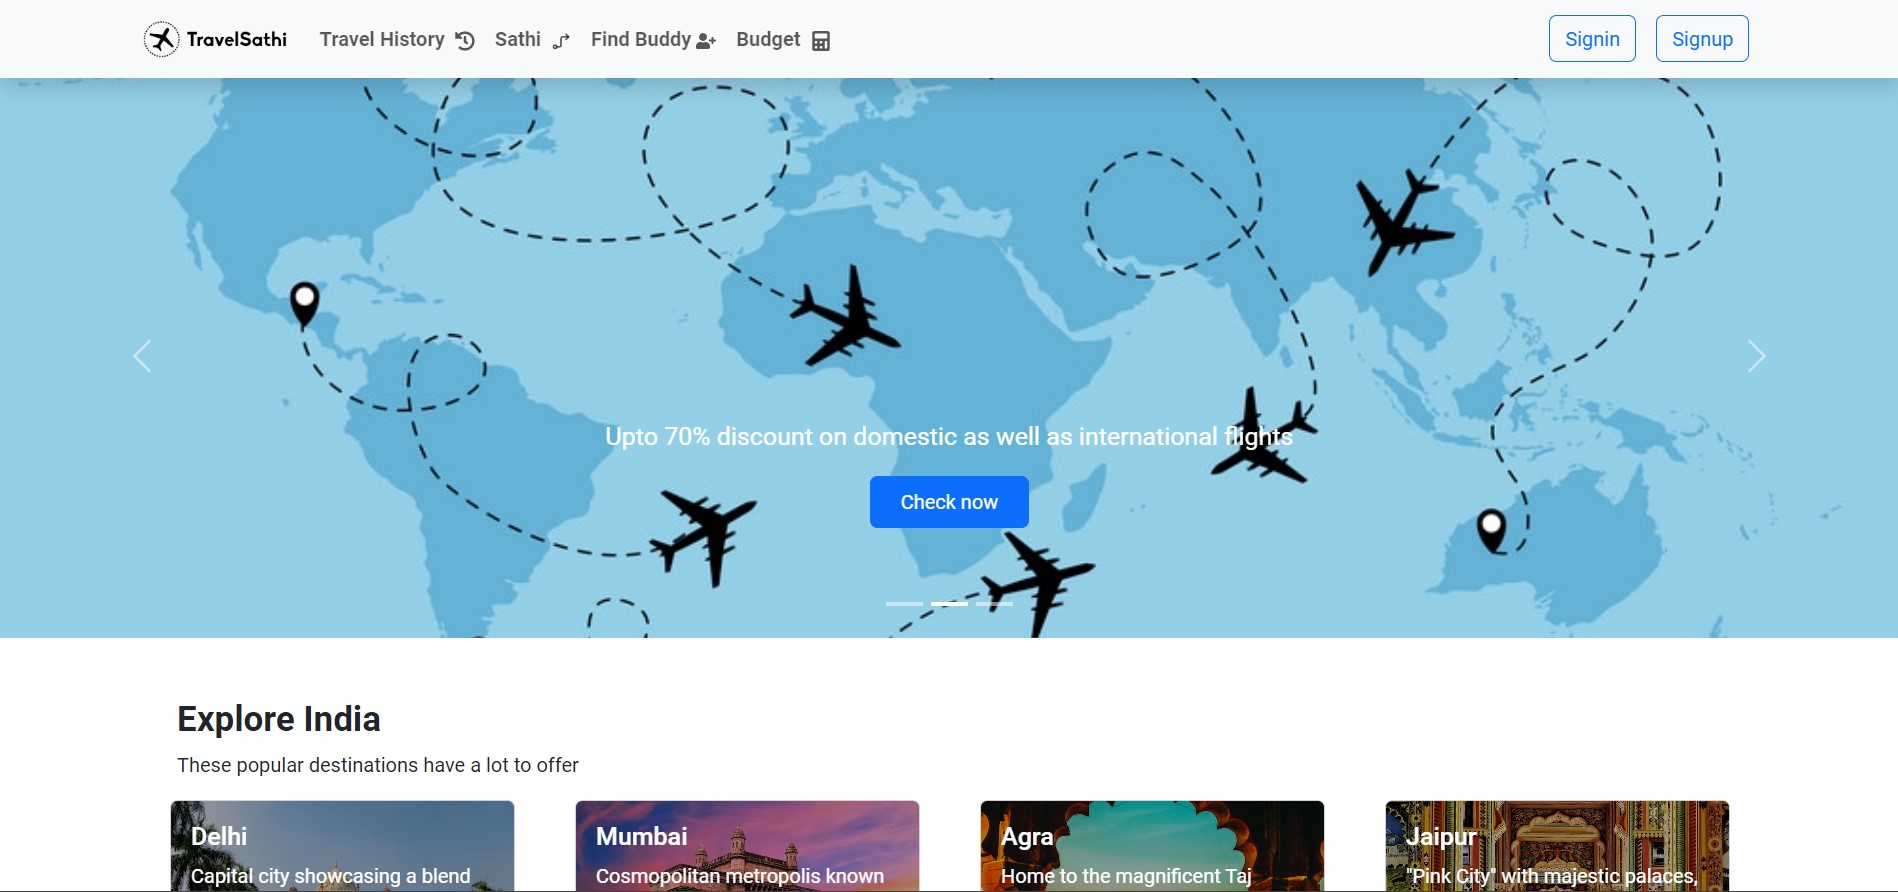 TravelSathi
Travel History
Sathi
Find Buddy
Budget
Signin
Signup
Upto 70% discount on domestic as well as international flights
Check now
Explore India
These popular destinations have a lot to offer
Delhi
Capital city showcasing a blend
Mumbai
Cosmopolitan metropolis known
Agra
Home to the magnificent Taj
Jaipur
"Pink City" with majestic palaces,